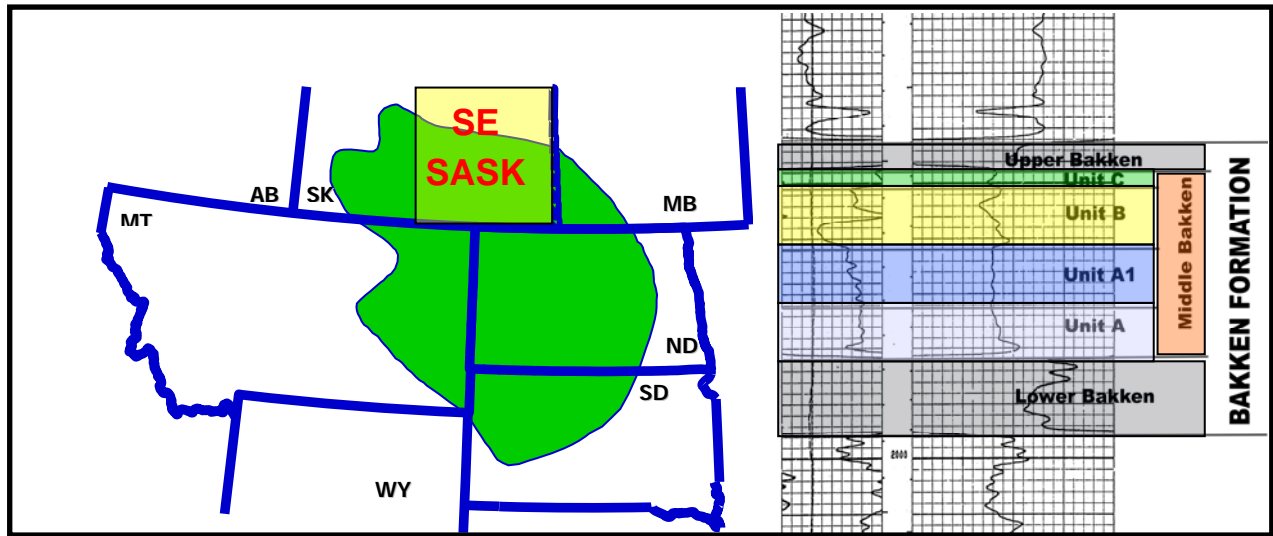 SE
SASK
AB
SK
MB
MT
ND
SD
WY
Upper Bakken
Unit C
Unit B
Unit A1
Unit A
Lower Bakken
2000
Middle Bakken
BAKKEN FORMATION